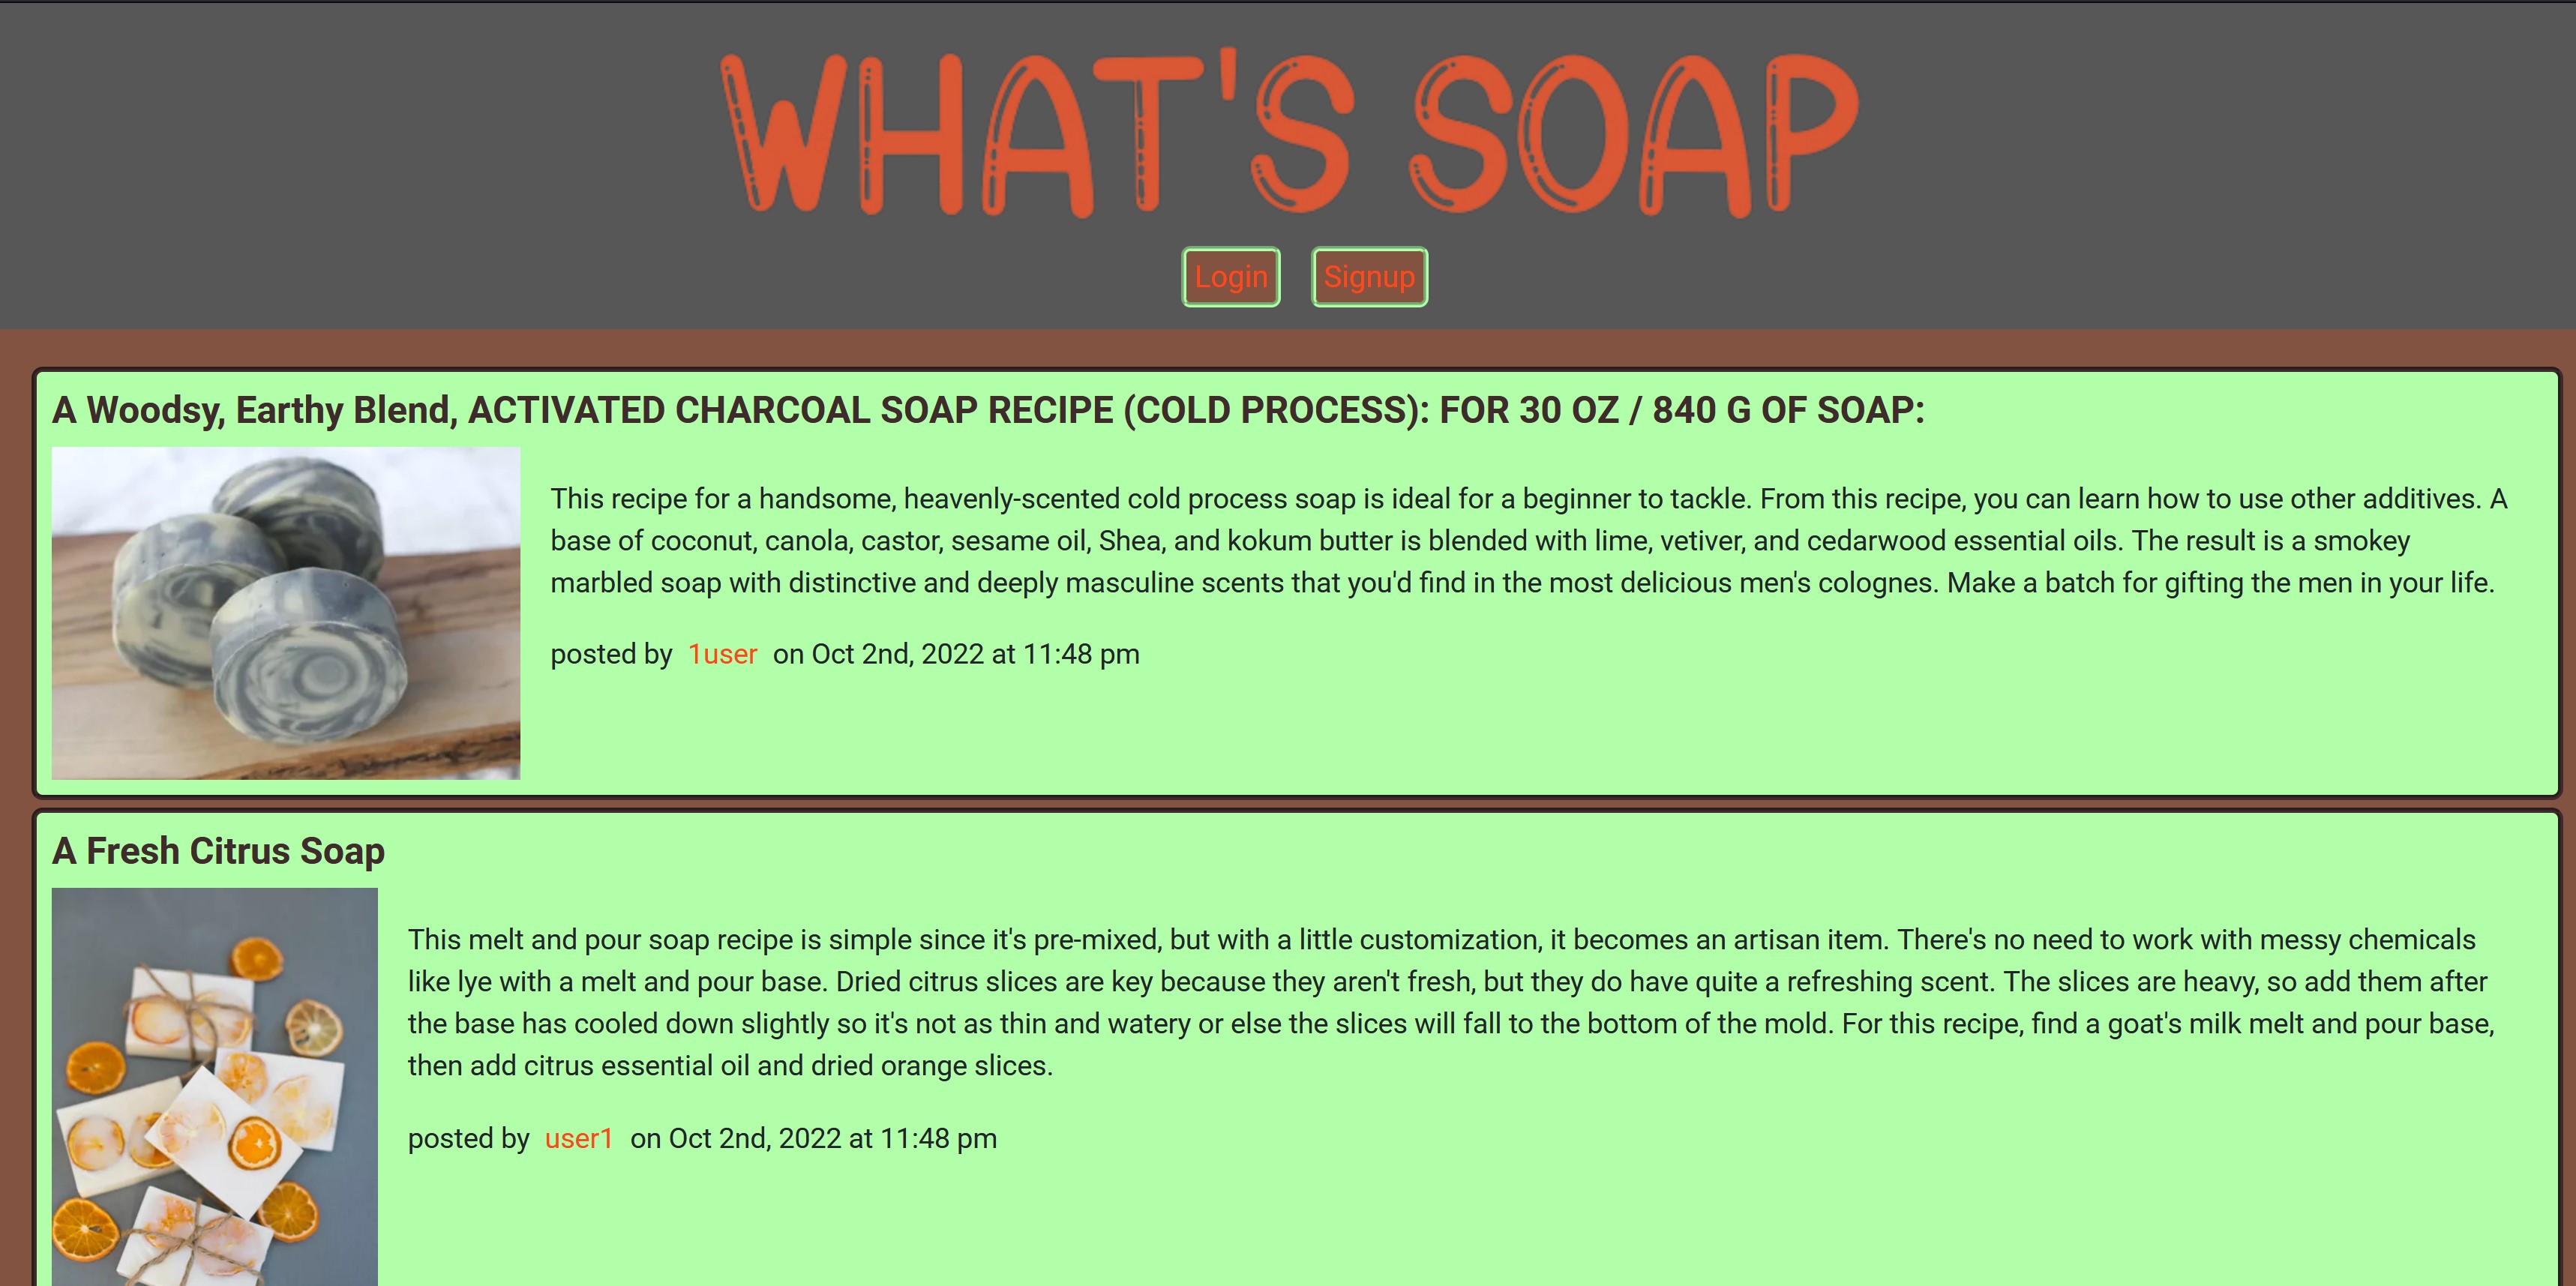 WHAT'S SOAP
Login Signup
A Woodsy, Earthy Blend, ACTIVATED CHARCOAL SOAP RECIPE (COLD PROCESS): FOR 30 OZ / 840 G OF SOAP:
This recipe for a handsome, heavenly-scented cold process soap is ideal for a beginner to tackle. From this recipe, you can learn how to use other additives. A
base of coconut, canola, castor, sesame oil, Shea, and kokum butter is blended with lime, vetiver, and cedarwood essential oils. The result is a smokey
marbled soap with distinctive and deeply masculine scents that you'd find in the most delicious men's colognes. Make a batch for gifting the men in your life.
posted by 1user on Oct 2nd, 2022 at 11:48 pm
A Fresh Citrus Soap
This melt and pour soap recipe is simple since it's pre-mixed, but with a little customization, it becomes an artisan item. There's no need to work with messy chemicals
like lye with a melt and pour base. Dried citrus slices are key because they aren't fresh, but they do have quite a refreshing scent. The slices are heavy, so add them after
the base has cooled down slightly so it's not as thin and watery or else the slices will fall to the bottom of the mold. For this recipe, find a goat's milk melt and pour base,
then add citrus essential oil and dried orange slices.
posted by user1 on Oct 2nd, 2022 at 11:48 pm